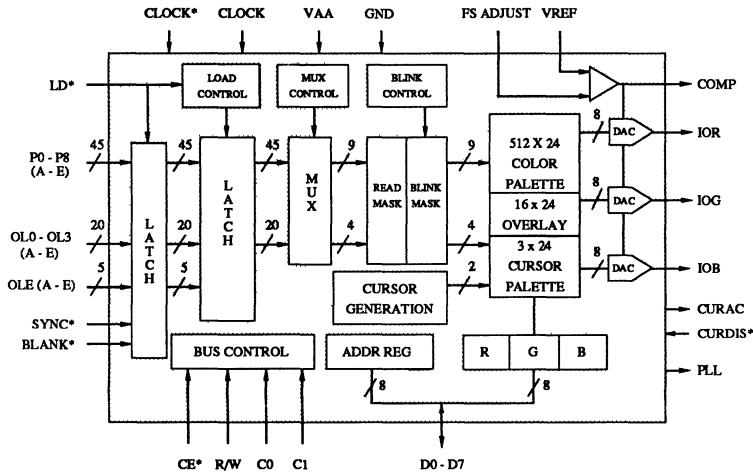 CLOCK* CLOCK VAA GND FS ADJUST VREF
LD*
LOAD
CONTROL
MUX
CONTROL
BLINK
CONTROL
COMP
P0 - P8
(A - E)
45
45
45
9
9
8
DAC
IOR
LATCH
LATCH
MUX
READ
MASK
BLINK
MASK
512 X 24
COLOR
PALETTE
16 x 24
OVERLAY
3 x 24
CURSOR
PALETTE
8
DAC
IOG
OL0 - OL3
(A - E)
20
20
20
4
4
8
DAC
IOB
OLE (A - E)
5
5
CURSOR
GENERATION
2
SYNC*
BLANK*
CURAC
CURDIS*
PLL
BUS CONTROL
ADDR REG
R G B
8
8
CE* R/W C0 C1 D0 - D7